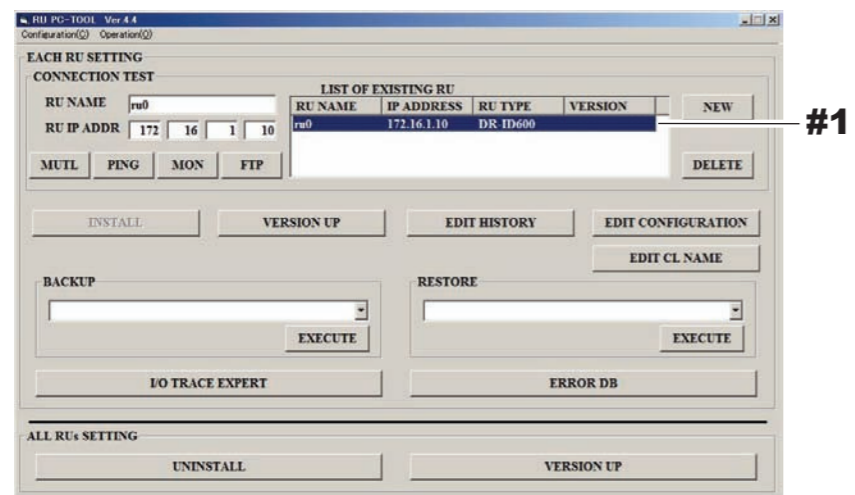 RU PC-TOOL Ver 4.4
Configuration(C) Operation(O)
EACH RU SETTING
CONNECTION TEST
RU NAME ru0
RU IP ADDR 172 16 1 10
MUTL PING MON FTP
LIST OF EXISTING RU
RU NAME IP ADDRESS RU TYPE VERSION
ru0 172.16.1.10 DR-ID600
NEW
DELETE
#1
INSTALL VERSION UP EDIT HISTORY EDIT CONFIGURATION
EDIT CL NAME
BACKUP
EXECUTE
RESTORE
EXECUTE
I/O TRACE EXPERT ERROR DB
ALL RUs SETTING
UNINSTALL VERSION UP